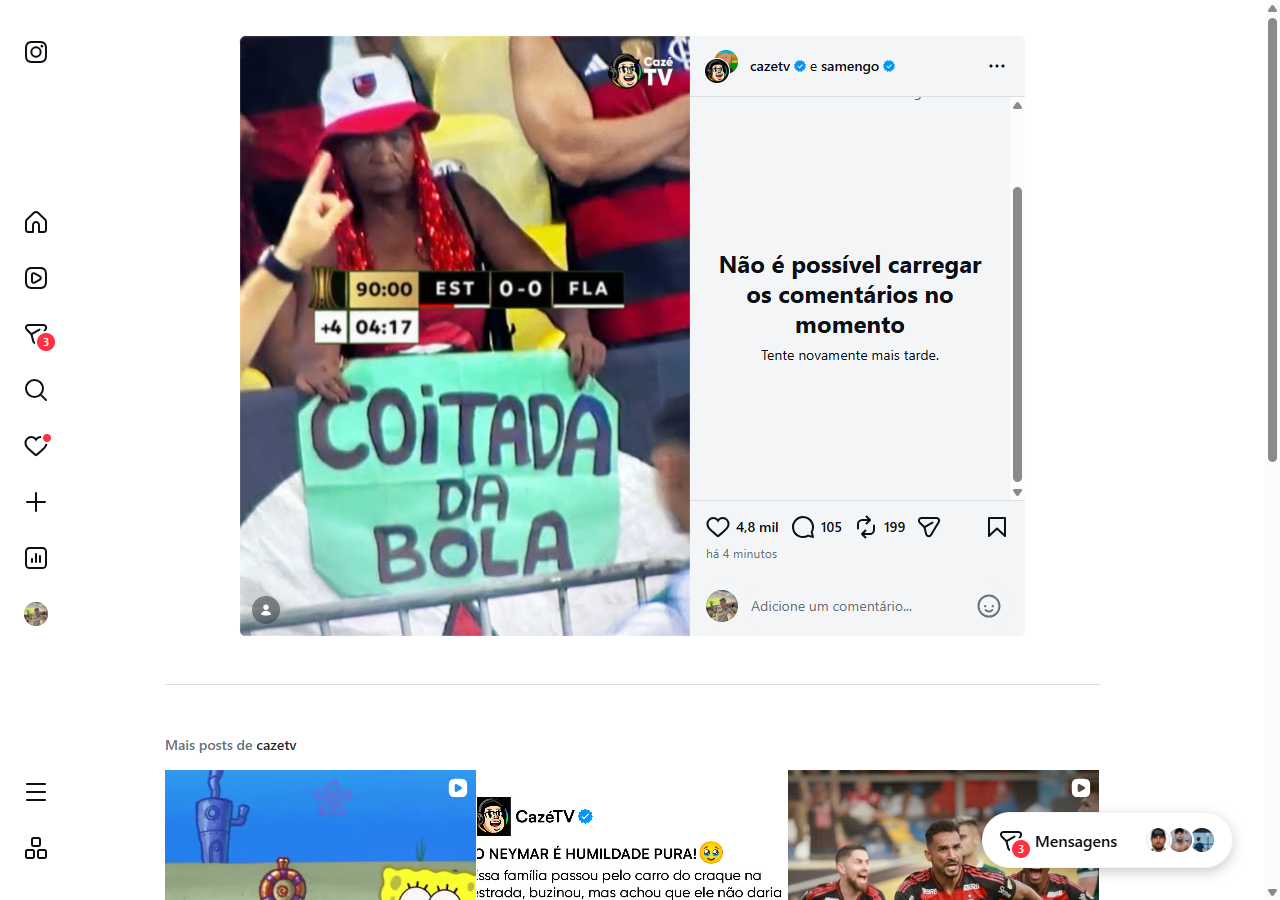 Cazé
TV
cazetv e samengo
90:00 EST 0-0 FLA
+4 04:17
COiTADA
DA
BOLA
Não é possível carregar
os comentários no
momento
Tente novamente mais tarde.
4,8 mil 105 199
há 4 minutos
Adicione um comentário...
3
Mais posts de cazetv
CazéTV
O NEYMAR É HUMILDADE PURA!
Essa família passou pelo carro do craque na
estrada, buzinou, mas achou que ele não daria
Mensagens
3